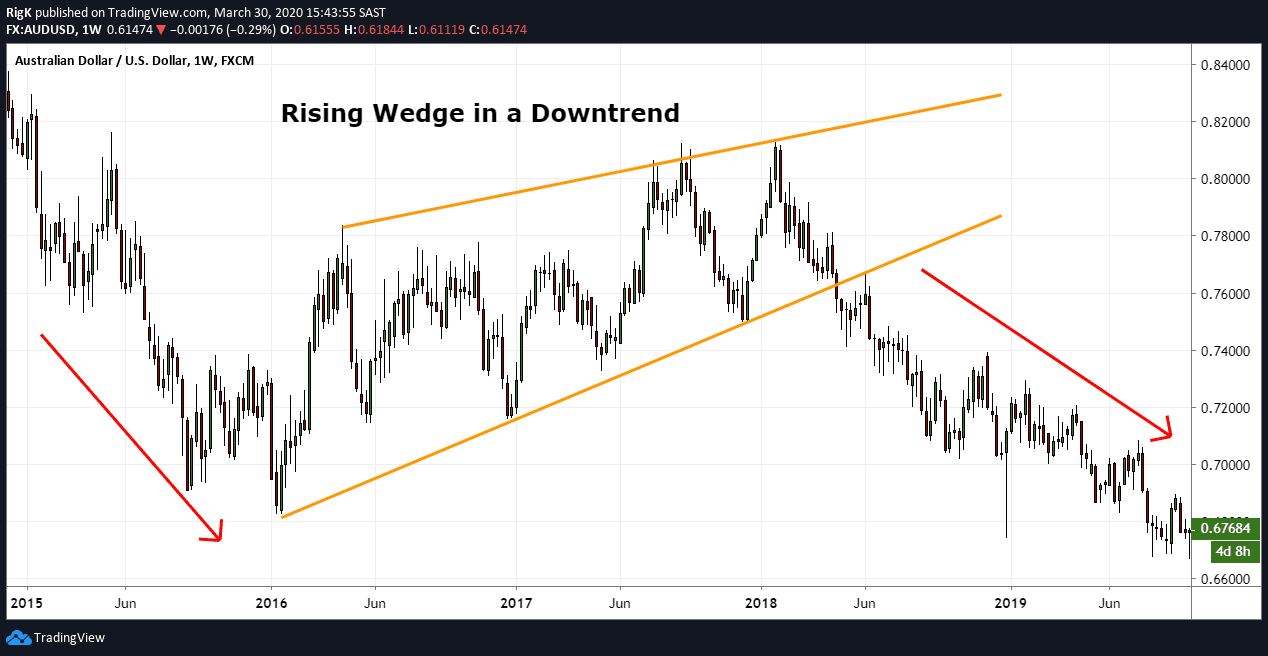 RigK published on TradingView.com, March 30, 2020 15:43:55 SAST
FX:AUDUSD, 1W 0.61474 ▼ −0.00176 (−0.29%) O:0.61555 H:0.61844 L:0.61119 C:0.61474
Australian Dollar / U.S. Dollar, 1W, FXCM
Rising Wedge in a Downtrend
0.84000
0.82000
0.80000
0.78000
0.76000
0.74000
0.72000
0.70000
0.67684
4d 8h
0.66000
2015 Jun 2016 Jun 2017 Jun 2018 Jun 2019 Jun
TradingView